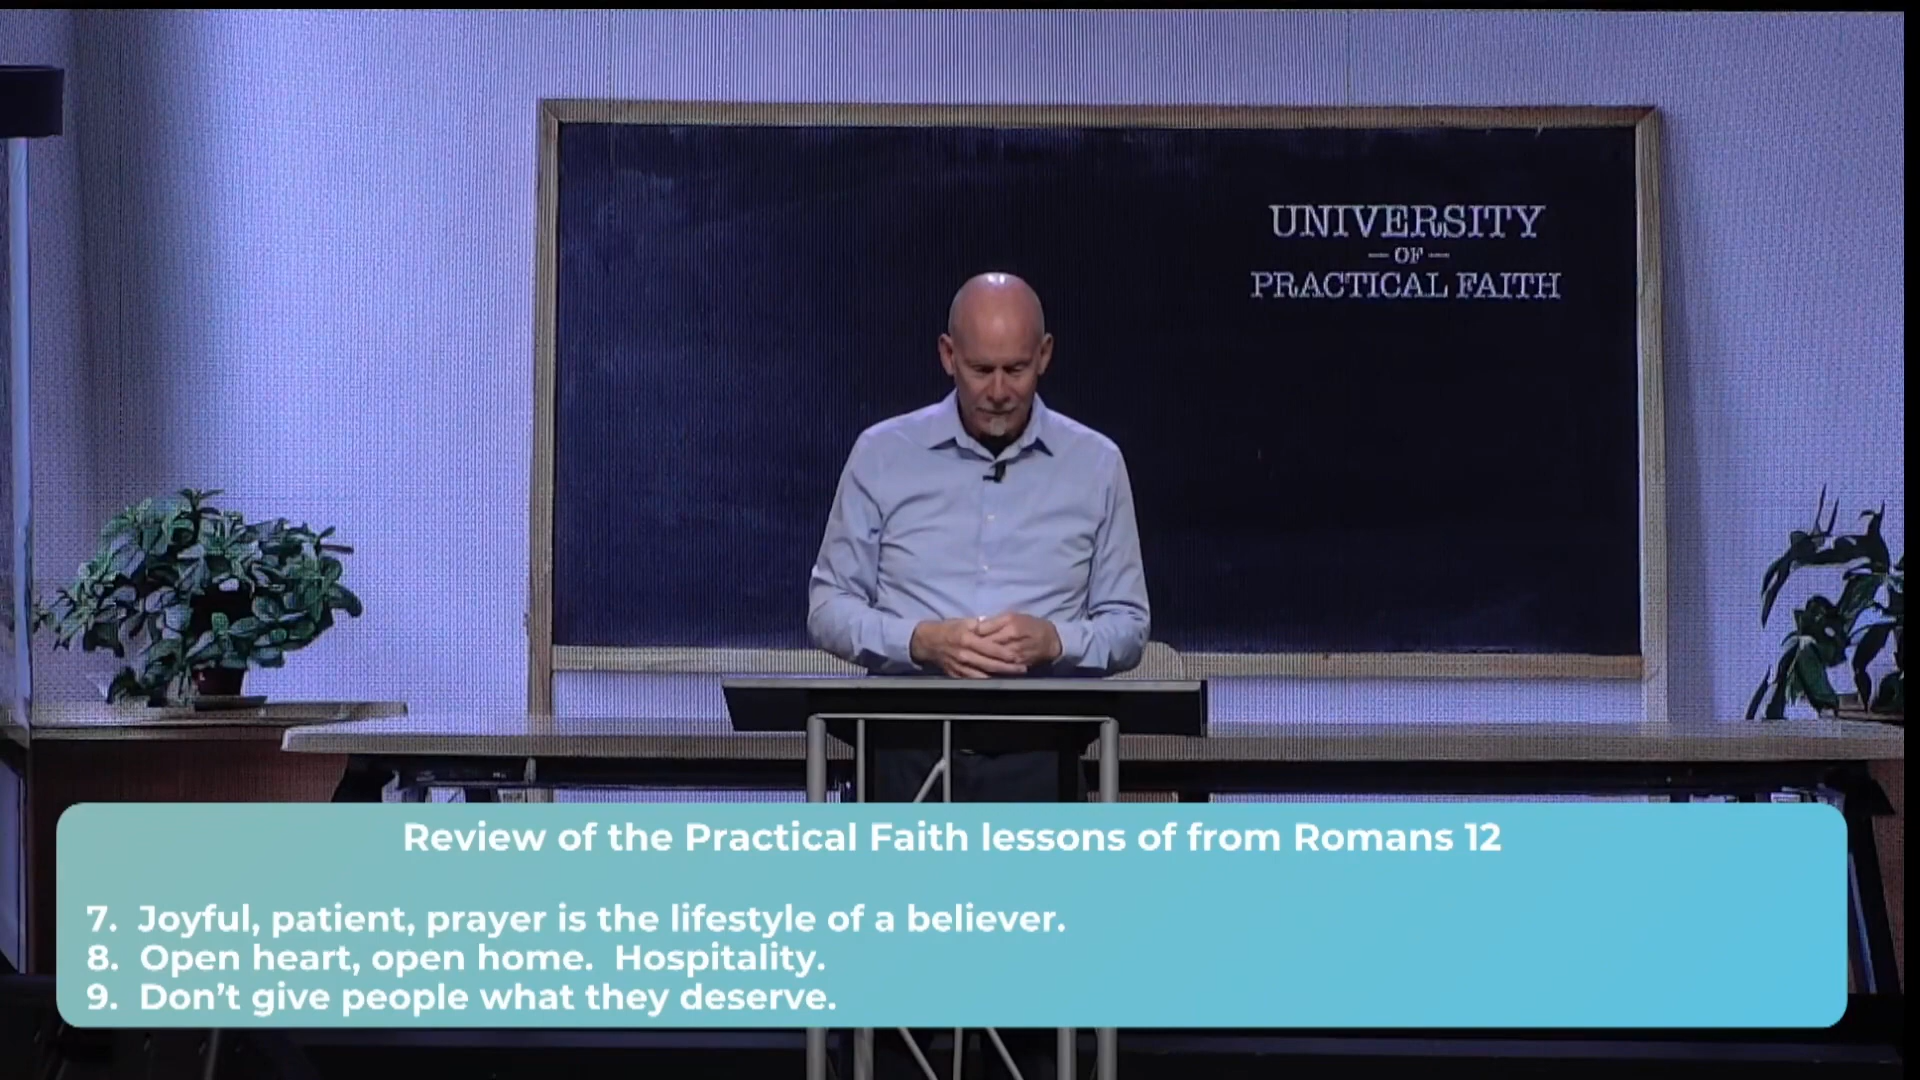 UNIVERSITY
— OF —
PRACTICAL FAITH
Review of the Practical Faith lessons of from Romans 12
7. Joyful, patient, prayer is the lifestyle of a believer.
8. Open heart, open home. Hospitality.
9. Don’t give people what they deserve.